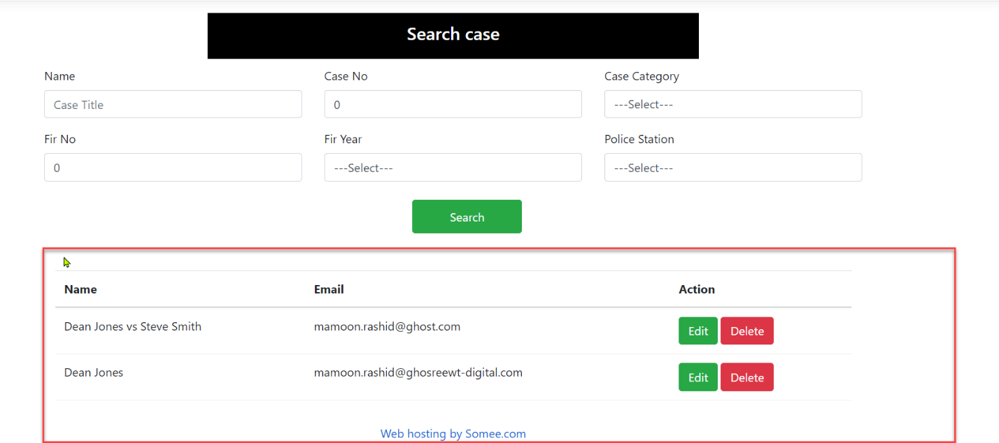 Search case
Name Case No Case Category
Case Title 0 ---Select---
Fir No Fir Year Police Station
0 ---Select--- ---Select---
Search
Name Email Action
Dean Jones vs Steve Smith mamoon.rashid@ghost.com Edit Delete
Dean Jones mamoon.rashid@ghosreewt-digital.com Edit Delete
Web hosting by Somee.com